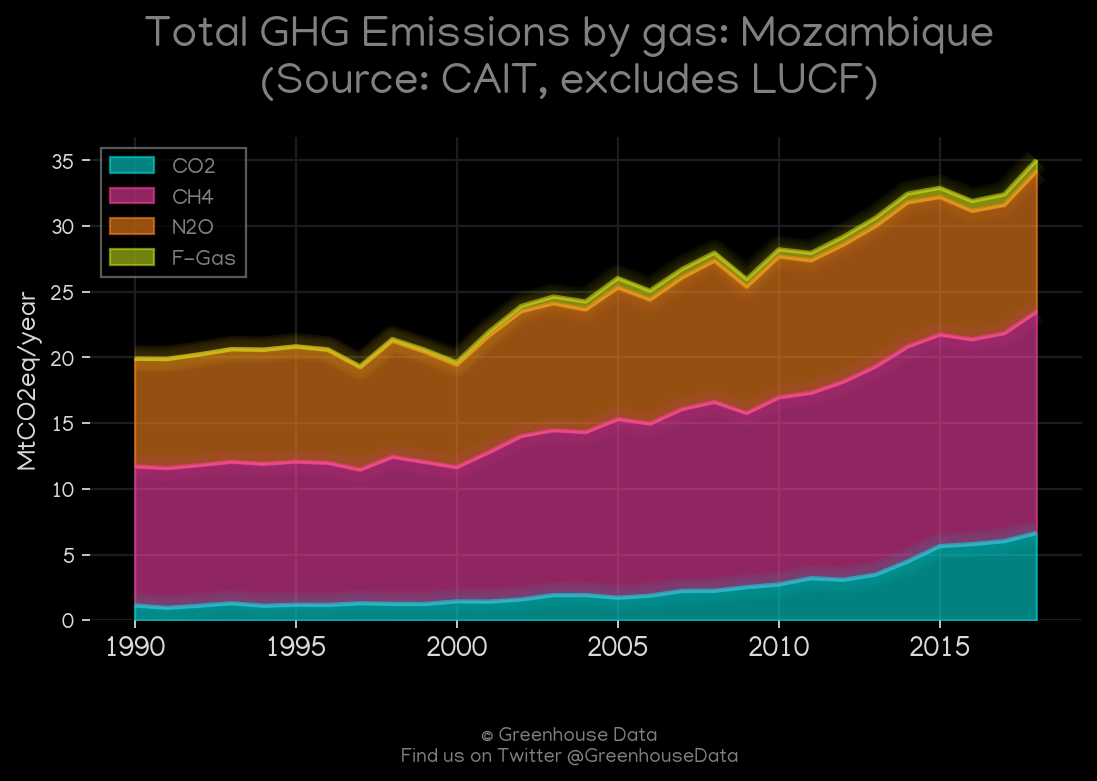 Total GHG Emissions by gas: Mozambique
(Source: CAIT, excludes LUCF)
CO2
CH4
N2O
F-Gas
MtCO2eq/year
35
30
25
20
15
10
5
0
1990 1995 2000 2005 2010 2015
© Greenhouse Data
Find us on Twitter @GreenhouseData